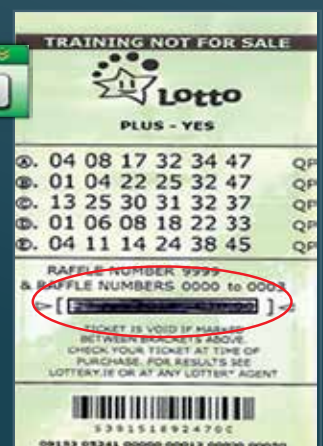 TRAINING NOT FOR SALE
Lotto
PLUS - YES
A. 04 08 17 32 34 47 QP
B. 01 04 22 25 32 47 QP
C. 13 25 30 31 32 37 QP
D. 01 06 08 18 22 33 QP
E. 04 11 14 24 38 45 QP
RAFFLE NUMBER 9999
& RAFFLE NUMBERS 0000 to 0003
[ ]
TICKET IS VOID IF MARKED
BETWEEN BRACKETS ABOVE.
CHECK YOUR TICKET AT TIME OF
PURCHASE. FOR RESULTS SEE
LOTTERY.IE OR AT ANY LOTTERY AGENT